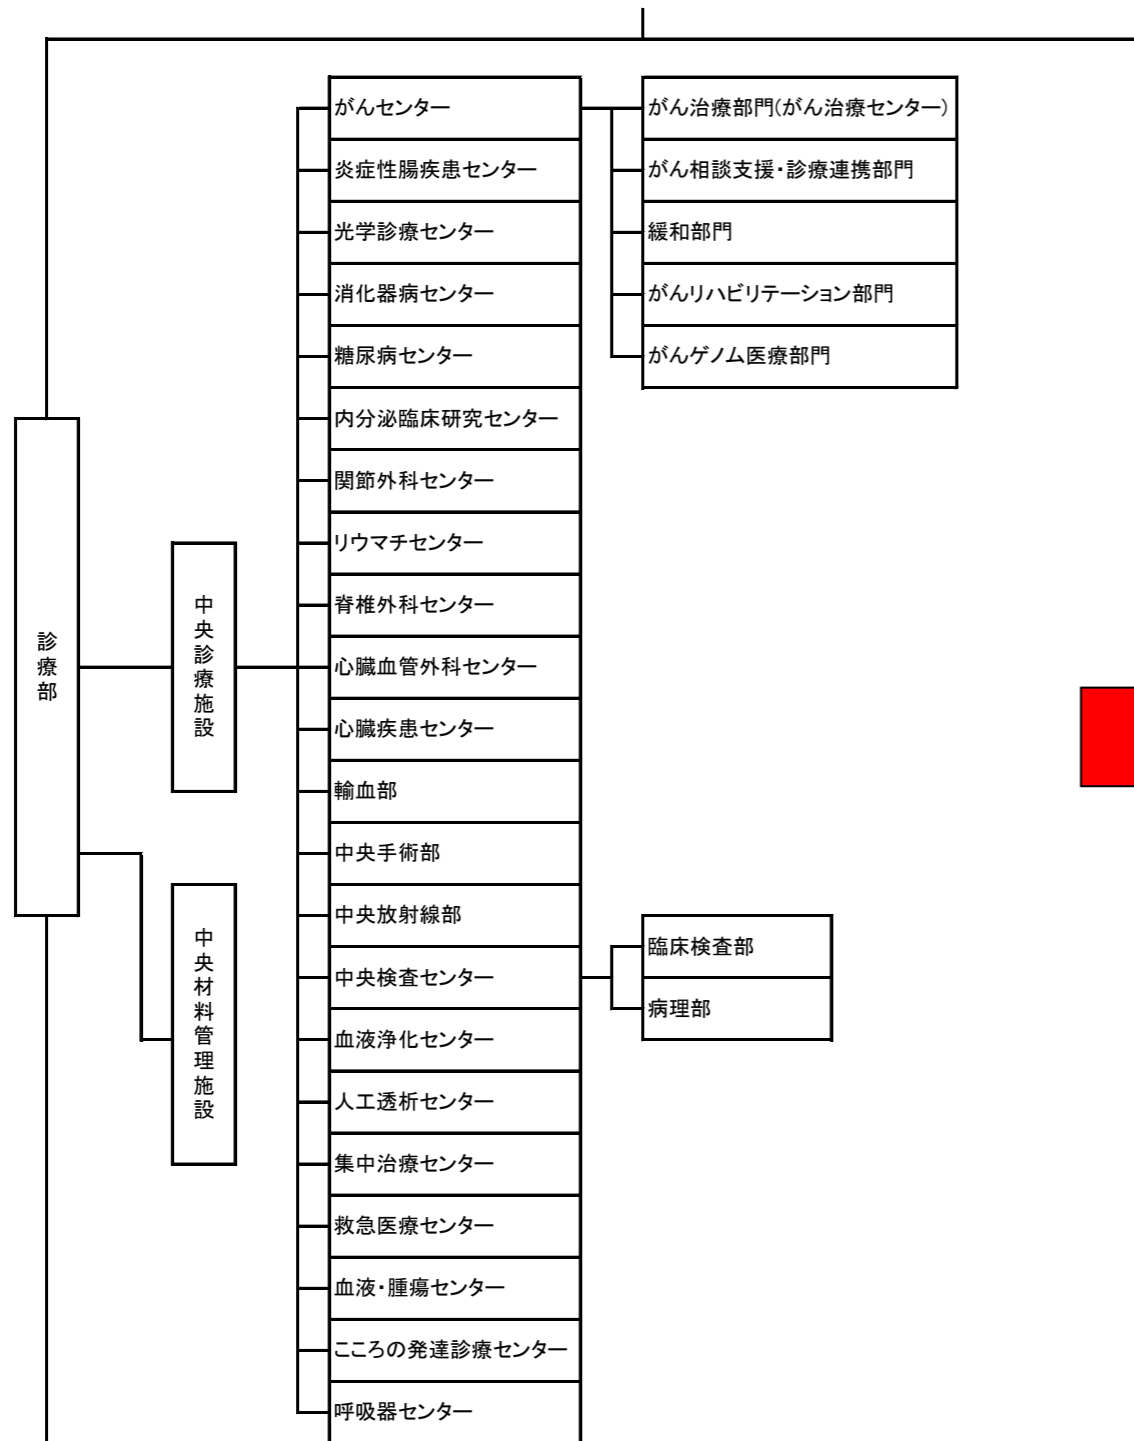 がんセンター
がん治療部門(がん治療センター)
炎症性腸疾患センター
がん相談支援・診療連携部門
光学診療センター
緩和部門
消化器病センター
がんリハビリテーション部門
糖尿病センター
がんゲノム医療部門
内分泌臨床研究センター
関節外科センター
リウマチセンター
脊椎外科センター
診療部
中央診療施設
心臓血管外科センター
心臓疾患センター
輸血部
中央手術部
中央放射線部
臨床検査部
中央検査センター
病理部
中央材料管理施設
血液浄化センター
人工透析センター
集中治療センター
救急医療センター
血液・腫瘍センター
こころの発達診療センター
呼吸器センター